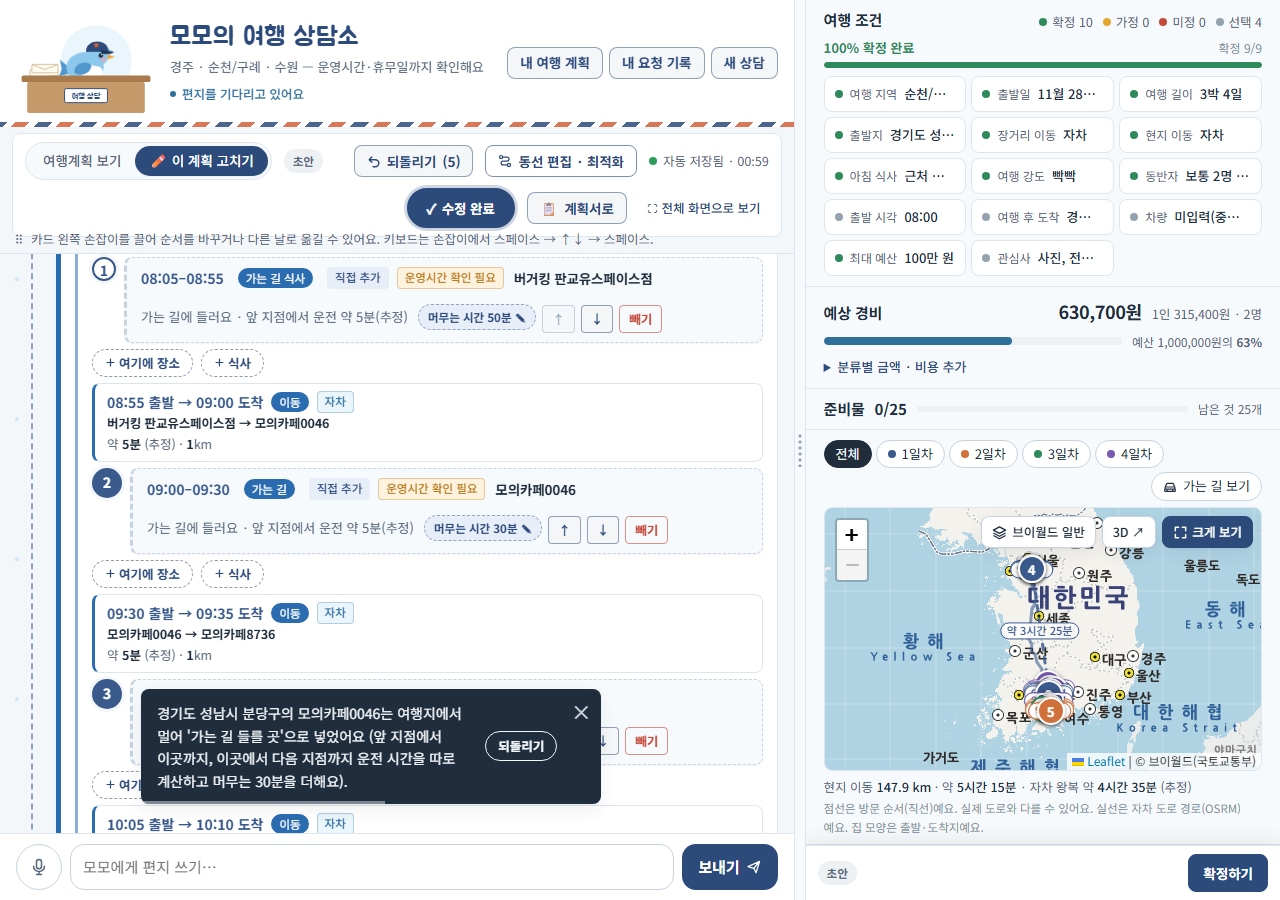 여행 상담
모모의 여행 상담소
경주 · 순천/구례 · 수원 — 운영시간·휴무일까지 확인해요
편지를 기다리고 있어요
내 여행 계획
내 요청 기록
새 상담
여행계획 보기
이 계획 고치기
초안
되돌리기 (5)
동선 편집 · 최적화
자동 저장됨 · 00:59
✓ 수정 완료
계획서로
전체 화면으로 보기
카드 왼쪽 손잡이를 끌어 순서를 바꾸거나 다른 날로 옮길 수 있어요. 키보드는 손잡이에서 스페이스 → ↑↓ → 스페이스.
1
08:05–08:55 가는 길 식사 직접 추가 운영시간 확인 필요 버거킹 판교유스페이스점
가는 길에 들러요 · 앞 지점에서 운전 약 5분(추정) 머무는 시간 50분 ↑ ↓ 빼기
+ 여기에 장소 + 식사
08:55 출발 → 09:00 도착 이동 자차
버거킹 판교유스페이스점 → 모의카페0046
약 5분 (추정) · 1km
2
09:00–09:30 가는 길 직접 추가 운영시간 확인 필요 모의카페0046
가는 길에 들러요 · 앞 지점에서 운전 약 5분(추정) 머무는 시간 30분 ↑ ↓ 빼기
+ 여기에 장소 + 식사
09:30 출발 → 09:35 도착 이동 자차
모의카페0046 → 모의카페8736
약 5분 (추정) · 1km
3
↓ 빼기
경기도 성남시 분당구의 모의카페0046는 여행지에서
멀어 '가는 길 들를 곳'으로 넣었어요 (앞 지점에서
이곳까지, 이곳에서 다음 지점까지 운전 시간을 따로
계산하고 머무는 30분을 더해요).
되돌리기
+ 여기
10:05 출발 → 10:10 도착 이동 자차
모모에게 편지 쓰기…
보내기
여행 조건
확정 10 가정 0 미정 0 선택 4
100% 확정 완료
확정 9/9
여행 지역 순천/…
출발일 11월 28…
여행 길이 3박 4일
출발지 경기도 성…
장거리 이동 자차
현지 이동 자차
아침 식사 근처 …
여행 강도 빡빡
동반자 보통 2명 …
출발 시각 08:00
여행 후 도착 경…
차량 미입력(중…
최대 예산 100만 원
관심사 사진, 전…
예상 경비
630,700원 1인 315,400원 · 2명
예산 1,000,000원의 63%
▶ 분류별 금액 · 비용 추가
준비물 0/25
남은 것 25개
전체
1일차
2일차
3일차
4일차
가는 길 보기
+
−
브이월드 일반
3D ↗
크게 보기
강릉
울릉도
독도
서울
4
원주
대한민국
동해
East Sea
세종
약 3시간 25분
황해
Yellow Sea
군산
대구
경주
울산
진주
부산
목포
5
여수
통영
대한해협
Korea Strait
가거도
제주해협
야마구치
Leaflet | © 브이월드(국토교통부)
현지 이동 147.9 km · 약 5시간 15분 · 자차 왕복 약 4시간 35분 (추정)
점선은 방문 순서(직선)예요. 실제 도로와 다를 수 있어요. 실선은 자차 도로 경로(OSRM)
예요. 집 모양은 출발·도착지예요.
초안
확정하기